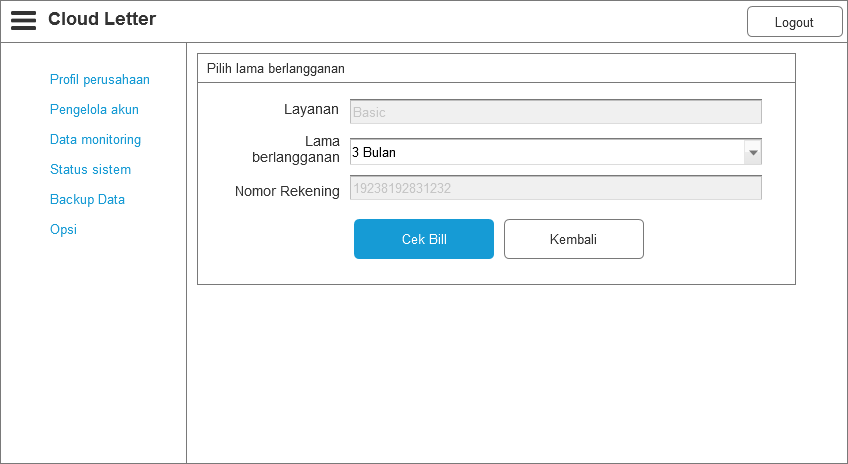 Cloud Letter
Logout
Profil perusahaan
Pengelola akun
Data monitoring
Status sistem
Backup Data
Opsi
Pilih lama berlangganan
Layanan
Basic
Lama
berlangganan
3 Bulan
Nomor Rekening
19238192831232
Cek Bill
Kembali